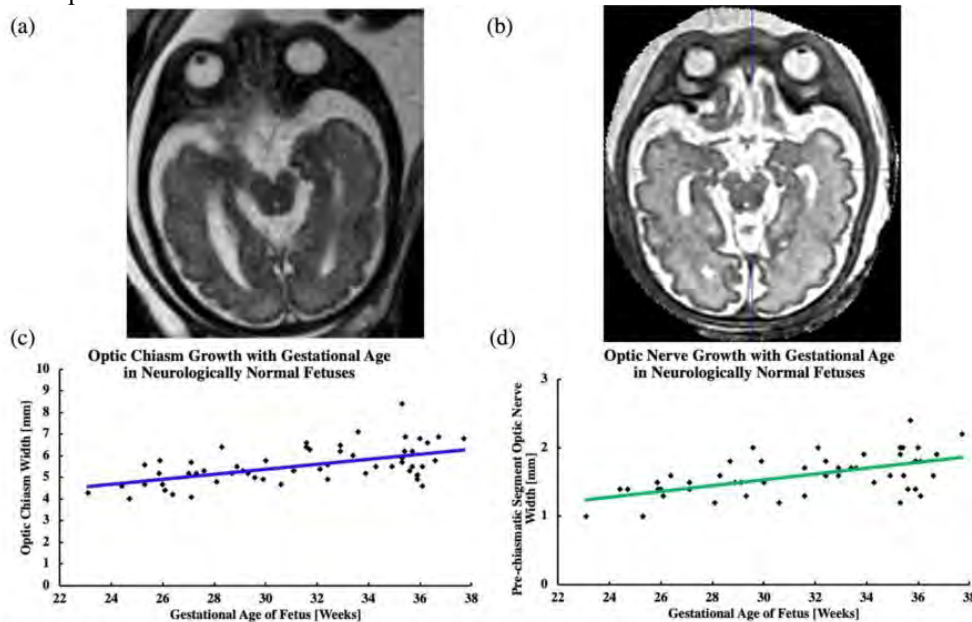 (a)
(b)
(c)
Optic Chiasm Growth with Gestational Age
in Neurologically Normal Fetuses
Optic Chiasm Width [mm]
10
9
8
7
6
5
4
3
2
1
0
22
24
26
28
30
32
34
36
38
Gestational Age of Fetus [Weeks]
(d)
Optic Nerve Growth with Gestational Age
in Neurologically Normal Fetuses
Pre-chiasmatic Segment Optic Nerve
Width [mm]
3
2
1
0
22
24
26
28
30
32
34
36
38
Gestational Age of Fetus [Weeks]